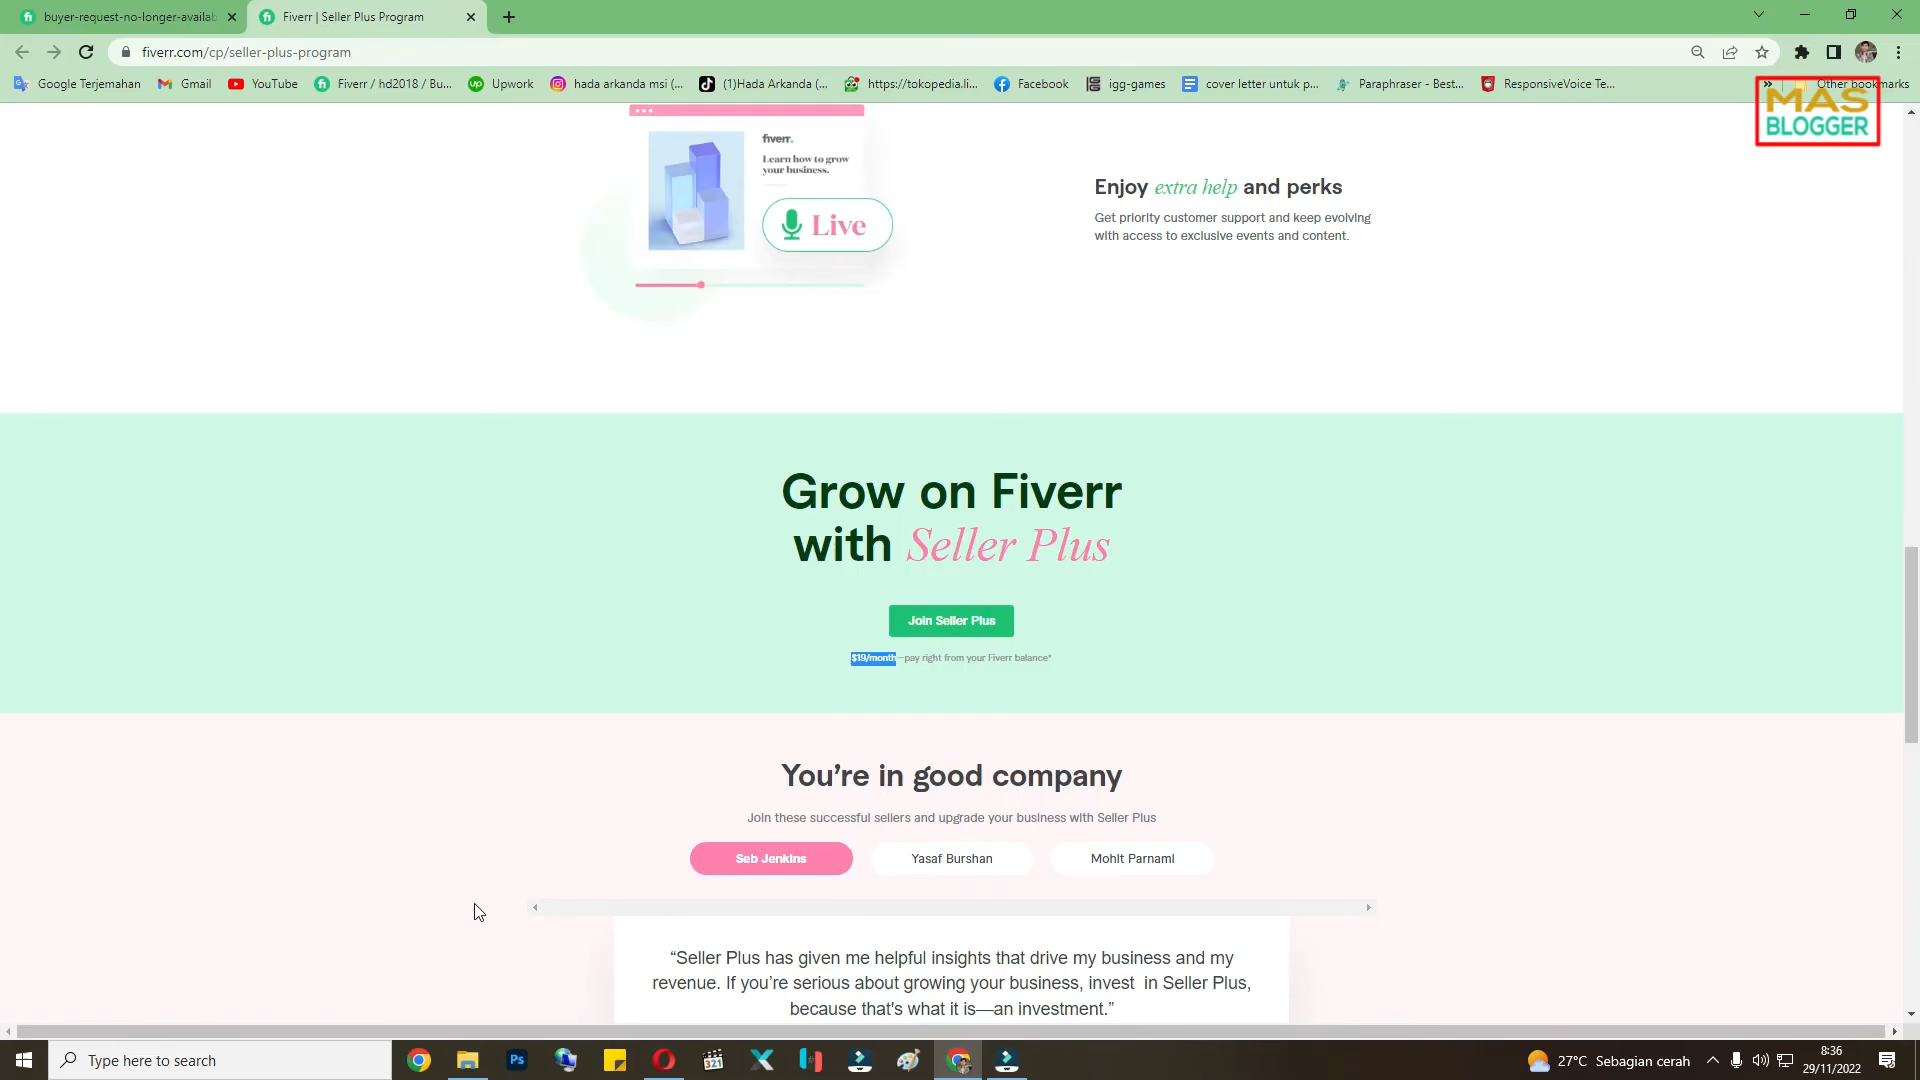 buyer-request-no-longer-availab
Fiverr | Seller Plus Program
fiverr.com/cp/seller-plus-program
Google Terjemahan
Gmail
YouTube
Fiverr / hd2018 / Bu...
Upwork
hada arkanda msi (...
(1)Hada Arkanda (...
https://tokopedia.li...
Facebook
igg-games
cover letter untuk p...
Paraphraser - Best...
ResponsiveVoice Te...
»
Other bookmarks
MAS
BLOGGER
fiverr.
Learn how to grow
your business.
Live
Enjoy extra help and perks
Get priority customer support and keep evolving
with access to exclusive events and content.
Grow on Fiverr
with Seller Plus
Join Seller Plus
$19/month—pay right from your Fiverr balance*
You’re in good company
Join these successful sellers and upgrade your business with Seller Plus
Seb Jenkins
Yasaf Burshan
Mohit Parnami
“Seller Plus has given me helpful insights that drive my business and my
revenue. If you’re serious about growing your business, invest in Seller Plus,
because that's what it is—an investment.”
Type here to search
Ps
321
27°C Sebagian cerah
8:36
29/11/2022